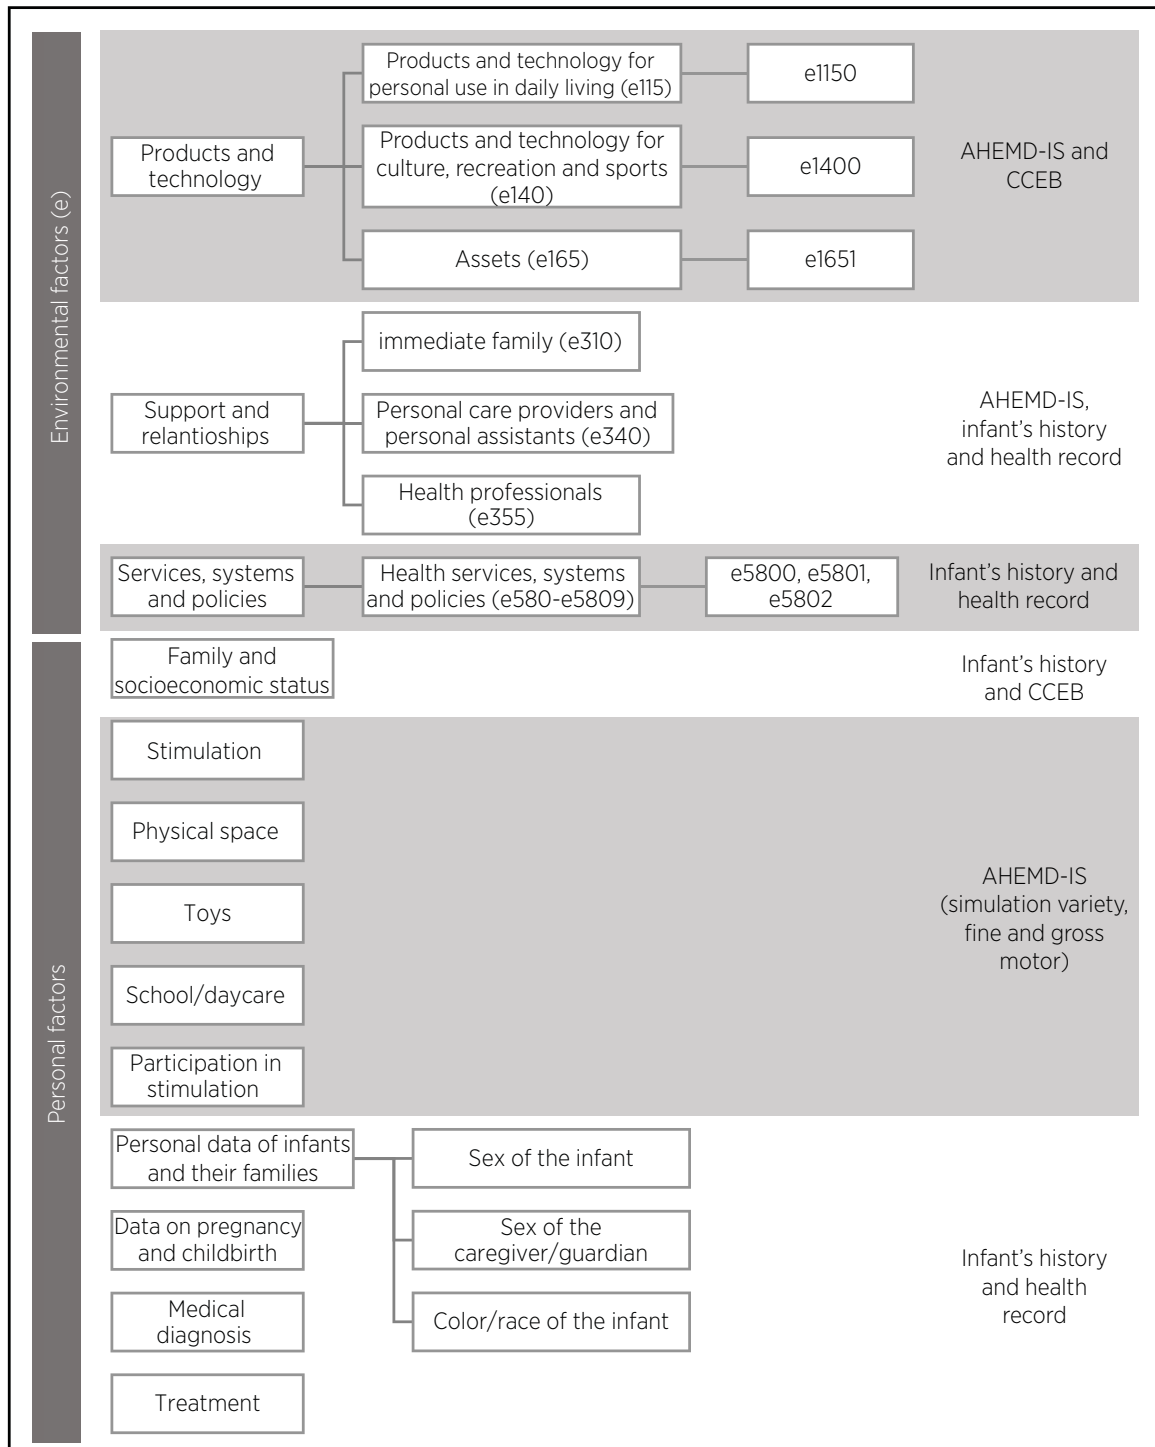 Environmental factors (e)
Products and
technology
Products and technology for
personal use in daily living (e115)
e1150
Products and technology for
culture, recreation and sports
(e140)
e1400
Assets (e165)
e1651
AHEMD-IS and
CCEB
Support and
relantioships
immediate family (e310)
Personal care providers and
personal assistants (e340)
Health professionals
(e355)
AHEMD-IS,
infant's history
and health record
Services, systems
and policies
Health services, systems
and policies (e580-e5809)
e5800, e5801,
e5802
Infant's history and
health record
Personal factors
Family and
socioeconomic status
Infant's history
and CCEB
Stimulation
Physical space
Toys
School/daycare
Participation in
stimulation
AHEMD-IS
(simulation variety,
fine and gross
motor)
Personal data of infants
and their families
Sex of the infant
Sex of the
caregiver/guardian
Color/race of the infant
Data on pregnancy
and childbirth
Medical
diagnosis
Treatment
Infant's history
and health
record